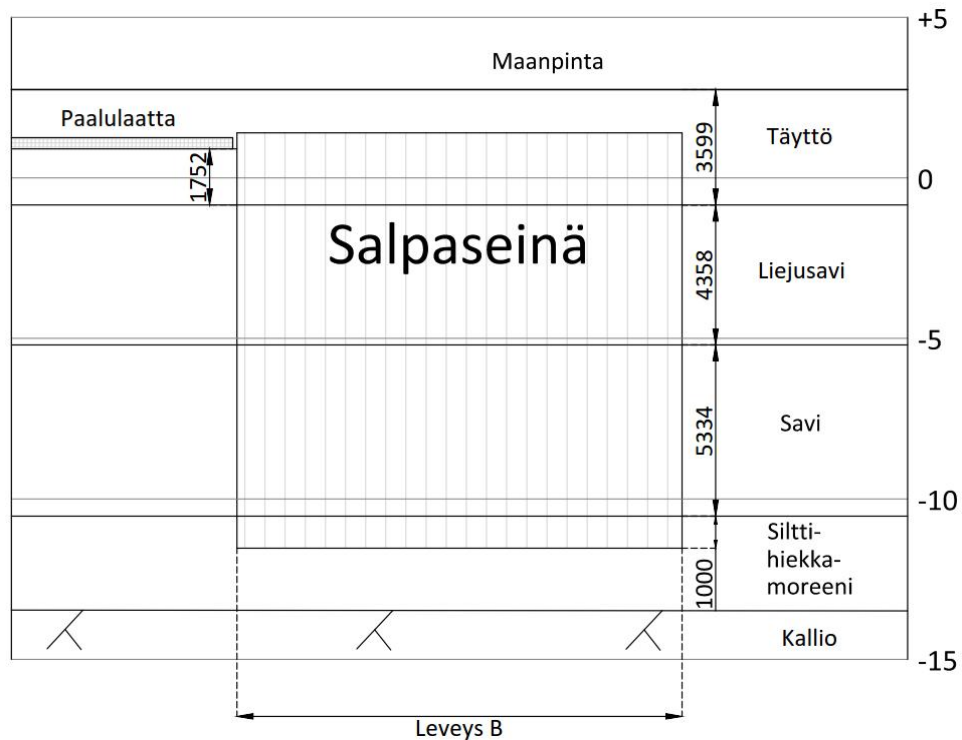 +5
Maanpinta
Paalulaatta
Täyttö
3599
1752
0
Salpaseinä
Liejusavi
4358
-5
5334
Savi
-10
Siltti-
hiekka-
moreeni
1000
Kallio
-15
Leveys B